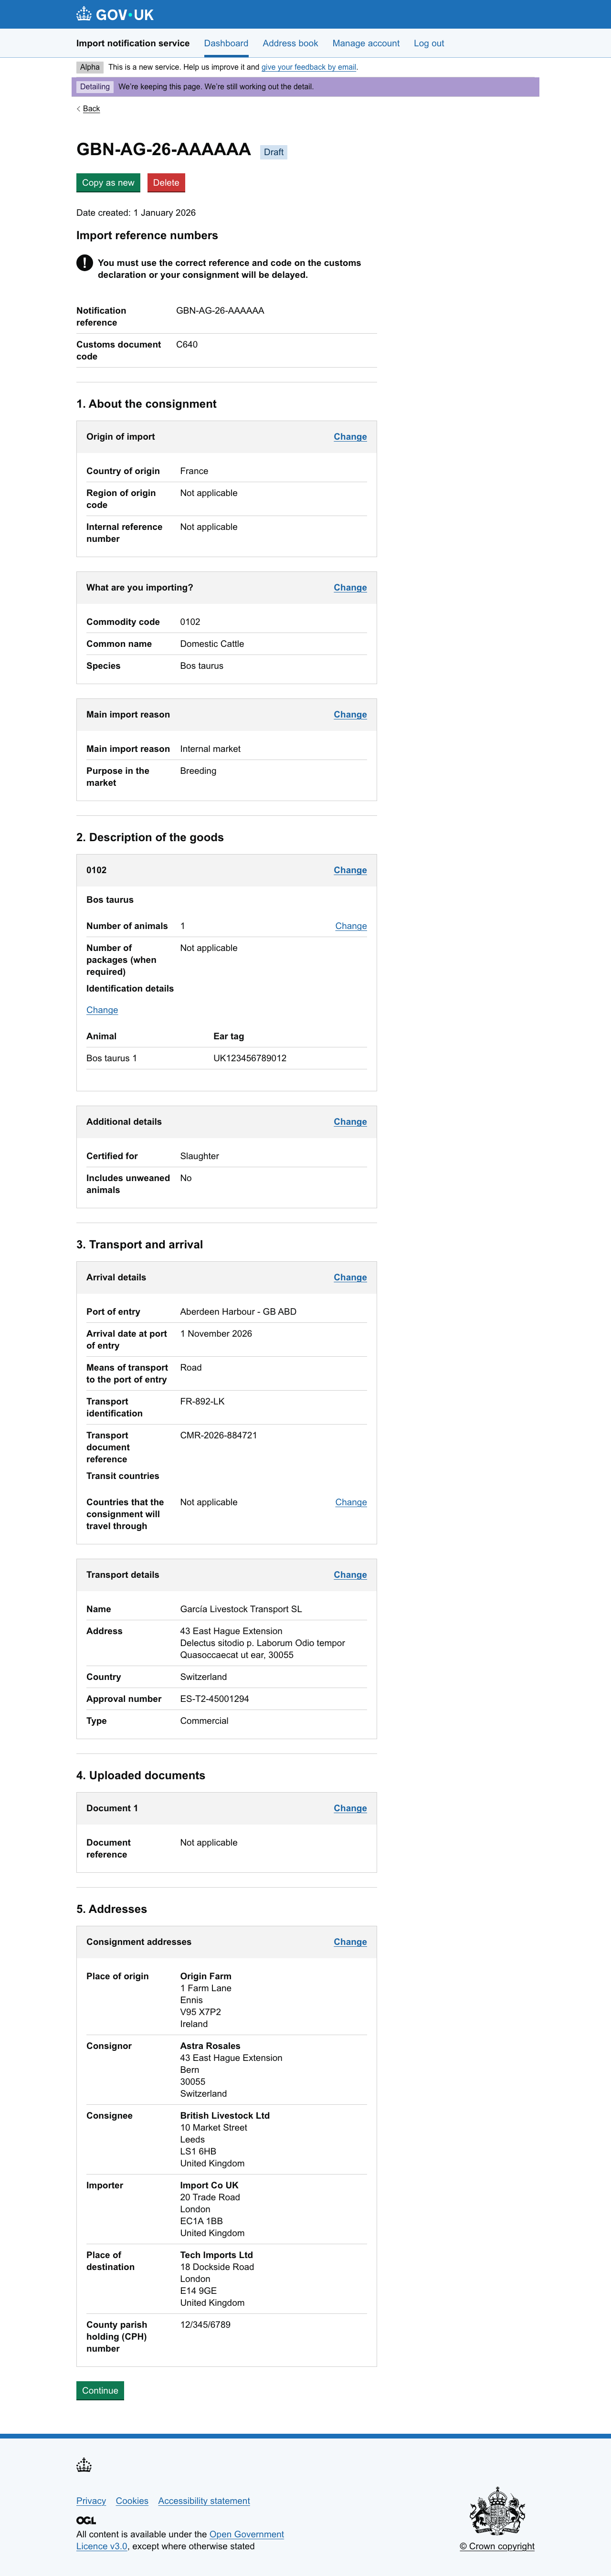 GOV.UK
Import notification service Dashboard Address book Manage account Log out
Alpha This is a new service. Help us improve it and give your feedback by email.
Detailing We're keeping this page. We're still working out the detail.
Back
GBN-AG-26-AAAAAA Draft
Copy as new Delete
Date created: 1 January 2026
Import reference numbers
! You must use the correct reference and code on the customs
declaration or your consignment will be delayed.
Notification GBN-AG-26-AAAAAA
reference
Customs document C640
code
1. About the consignment
Origin of import Change
Country of origin France
Region of origin Not applicable
code
Internal reference Not applicable
number
What are you importing? Change
Commodity code 0102
Common name Domestic Cattle
Species Bos taurus
Main import reason Change
Main import reason Internal market
Purpose in the Breeding
market
2. Description of the goods
0102 Change
Bos taurus
Number of animals 1 Change
Number of Not applicable
packages (when
required)
Identification details
Change
Animal Ear tag
Bos taurus 1 UK123456789012
Additional details Change
Certified for Slaughter
Includes unweaned No
animals
3. Transport and arrival
Arrival details Change
Port of entry Aberdeen Harbour - GB ABD
Arrival date at port 1 November 2026
of entry
Means of transport Road
to the port of entry
Transport FR-892-LK
identification
Transport CMR-2026-884721
document
reference
Transit countries
Countries that the Not applicable Change
consignment will
travel through
Transport details Change
Name García Livestock Transport SL
Address 43 East Hague Extension
Delectus sitodio p. Laborum Odio tempor
Quasoccaecat ut ear, 30055
Country Switzerland
Approval number ES-T2-45001294
Type Commercial
4. Uploaded documents
Document 1 Change
Document Not applicable
reference
5. Addresses
Consignment addresses Change
Place of origin Origin Farm
1 Farm Lane
Ennis
V95 X7P2
Ireland
Consignor Astra Rosales
43 East Hague Extension
Bern
30055
Switzerland
Consignee British Livestock Ltd
10 Market Street
Leeds
LS1 6HB
United Kingdom
Importer Import Co UK
20 Trade Road
London
EC1A 1BB
United Kingdom
Place of Tech Imports Ltd
destination 18 Dockside Road
London
E14 9GE
United Kingdom
County parish 12/345/6789
holding (CPH)
number
Continue
Privacy Cookies Accessibility statement
OGL
All content is available under the Open Government
Licence v3.0, except where otherwise stated
© Crown copyright